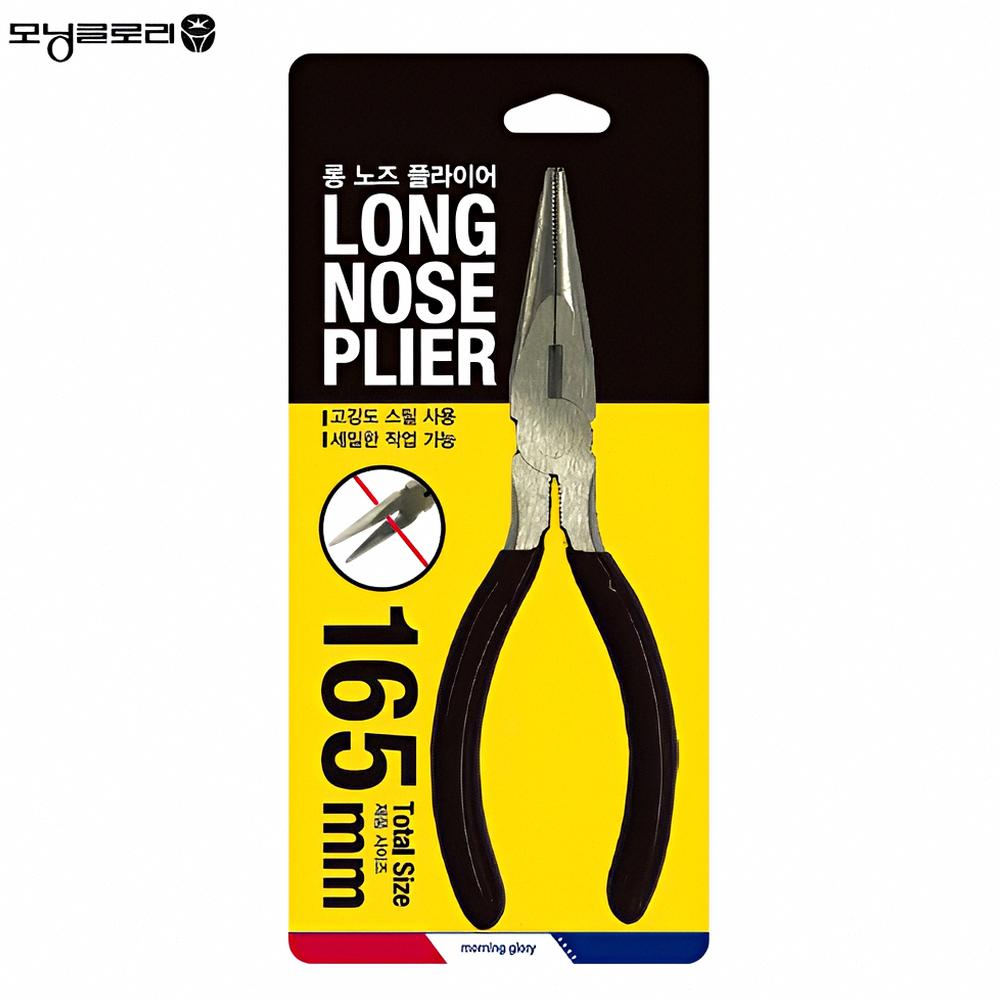 모닝글로리
롱 노즈 플라이어
LONG
NOSE
PLIER
고강도 스틸 사용
세밀한 작업 가능
165mm
Total Size
제품 사이즈
morning glory